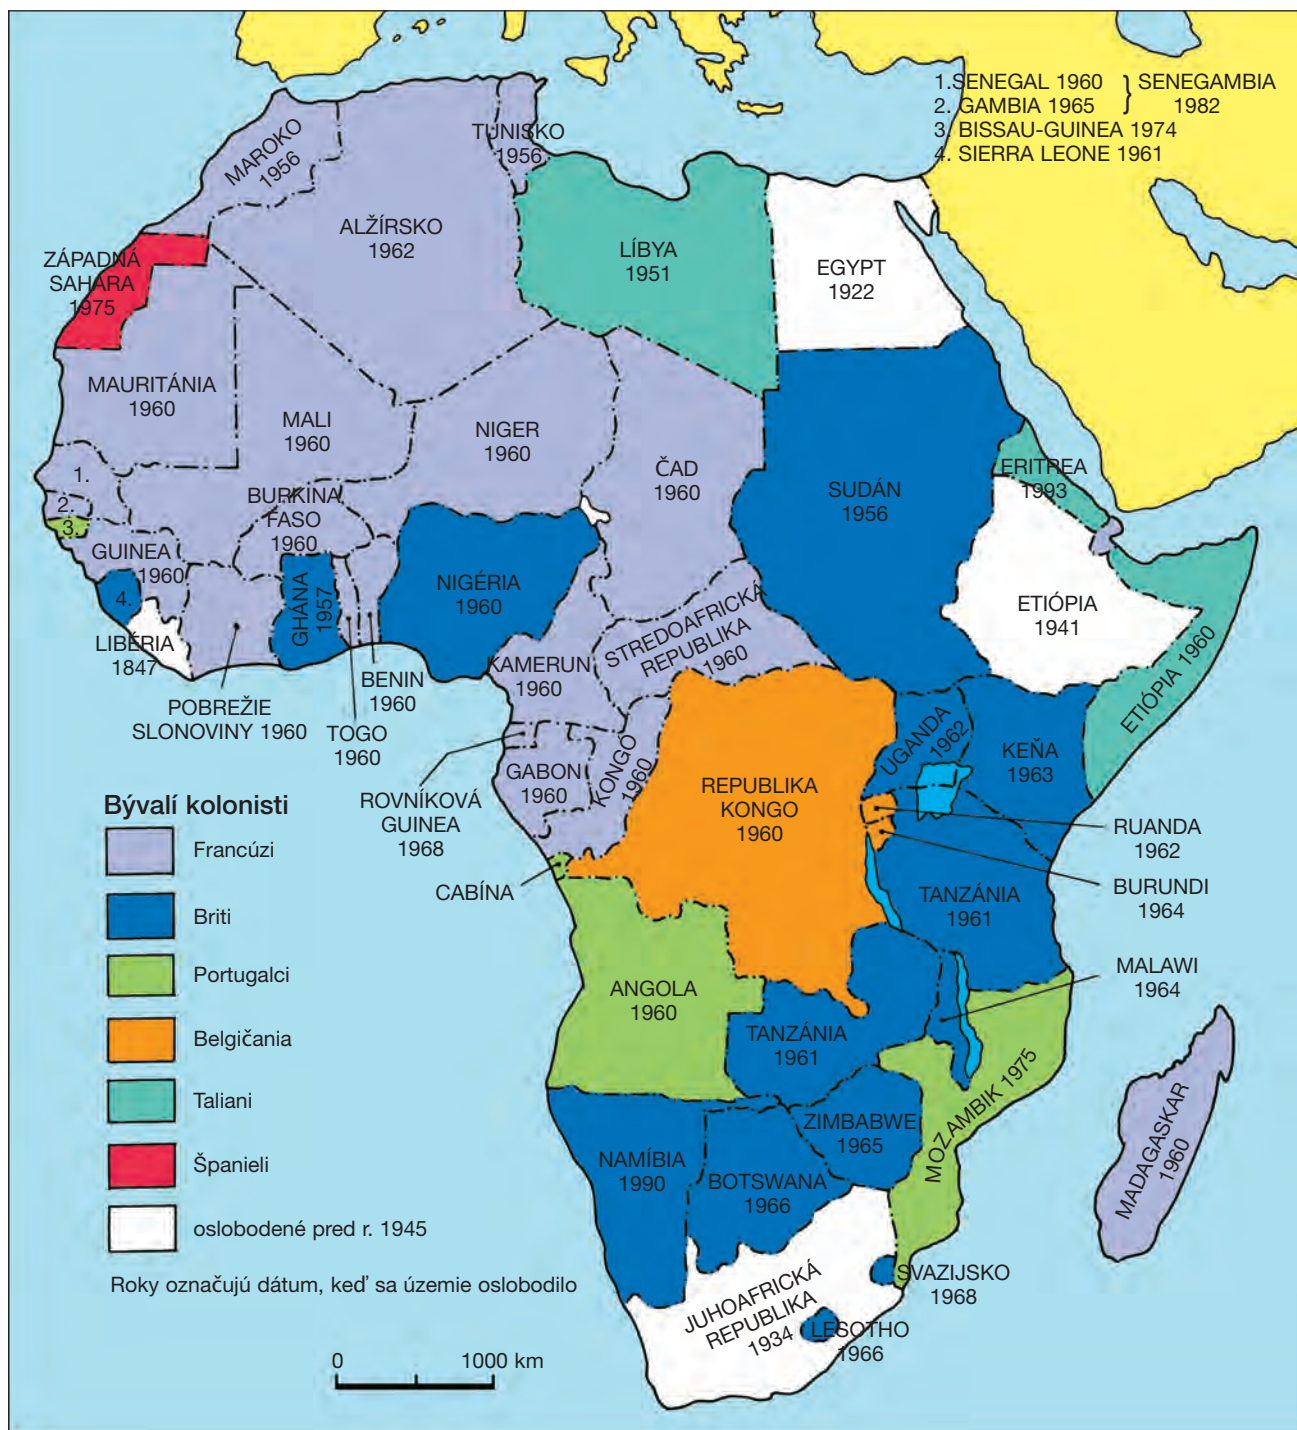 1.SENEGAL 1960
2. GAMBIA 1965
SENEGAMBIA
1982
3. BISSAU-GUINEA 1974
4. SIERRA LEONE 1961
MAROKO
1956
TUNISKO
1956
ALŽÍRSKO
1962
LÍBYA
1951
EGYPT
1922
ZÁPADNÁ
SAHARA
1975
MAURITÁNIA
1960
MALI
1960
NIGER
1960
ČAD
1960
SUDÁN
1956
ERITREA
1993
1.
2.
3.
4.
BURKINA
FASO
1960
GUINEA
1960
GHÁNA
1957
NIGÉRIA
1960
ETIÓPIA
1941
ETIÓPIA 1960
LIBÉRIA
1847
POBREŽIE
SLONOVINY 1960
TOGO
1960
BENIN
1960
KAMERUN
1960
STREDOAFRICKÁ
REPUBLIKA
1960
UGANDA
1962
KEŇA
1963
ROVNÍKOVÁ
GUINEA
1968
GABON
1960
KONGO
1960
REPUBLIKA
KONGO
1960
RUANDA
1962
BURUNDI
1964
CABÍNA
TANZÁNIA
1961
MALAWI
1964
ANGOLA
1960
TANZÁNIA
1961
MOZAMBIK 1975
ZIMBABWE
1965
NAMÍBIA
1990
BOTSWANA
1966
MADAGASKAR
1960
SVAZIJSKO
1968
JUHOAFRICKÁ
REPUBLIKA
1934
LESOTHO
1966
Bývalí kolonisti
Francúzi
Briti
Portugalci
Belgičania
Taliani
Španieli
oslobodené pred r. 1945
Roky označujú dátum, keď sa územie oslobodilo
0
1000 km